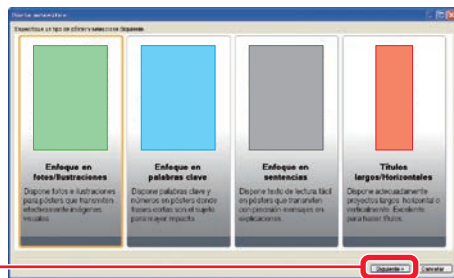 Diseño automático
Especifique un tipo de póster y seleccione Siguiente.
Enfoque en
fotos/Ilustraciones
Dispone fotos e ilustraciones
para pósters que transmiten
efectivamente imágenes
visuales.
Enfoque en
palabras clave
Dispone palabras clave y
números en pósters donde
frases cortas son el sujeto
para mayor impacto.
Enfoque en
sentencias
Dispone texto de lectura fácil
en pósters que transmiten
con precisión mensajes en
explicaciones.
Títulos
largos/Horizontales
Dispone adecuadamente
proyectos largos horizontal o
verticalmente. Excelente
para hacer títulos.
Siguiente >
Cancelar